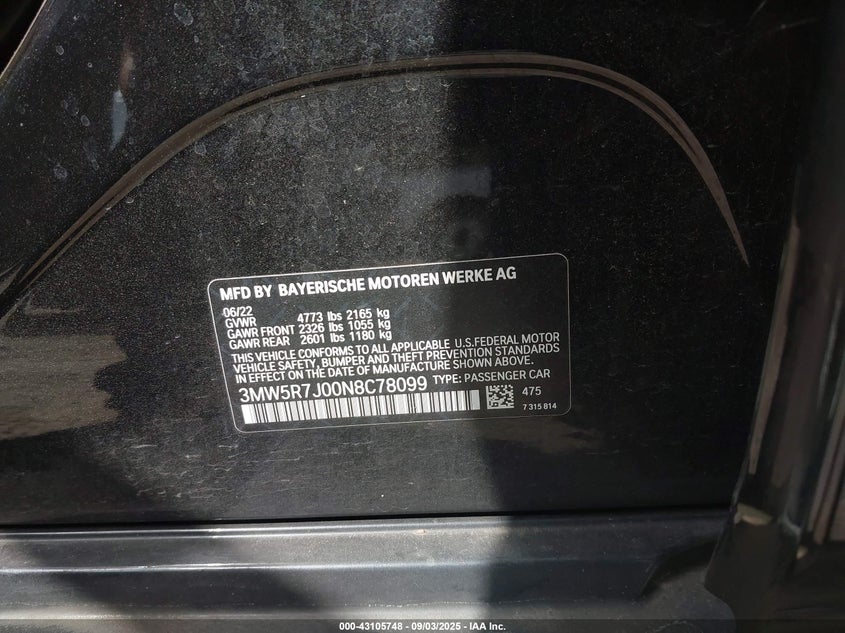 MFD BY BAYERISCHE MOTOREN WERKE AG
06/22
GVWR 4773 lbs 2165 kg
GAWR FRONT 2326 lbs 1055 kg
GAWR REAR 2601 lbs 1180 kg
THIS VEHICLE CONFORMS TO ALL APPLICABLE U.S.FEDERAL MOTOR
VEHICLE SAFETY, BUMPER AND THEFT PREVENTION STANDARDS
IN EFFECT ON THE DATE OF MANUFACTURE SHOWN ABOVE.
3MW5R7J00N8C78099 TYPE: PASSENGER CAR
475
7 315 814
000-43105748 - 09/03/2025 - IAA Inc.